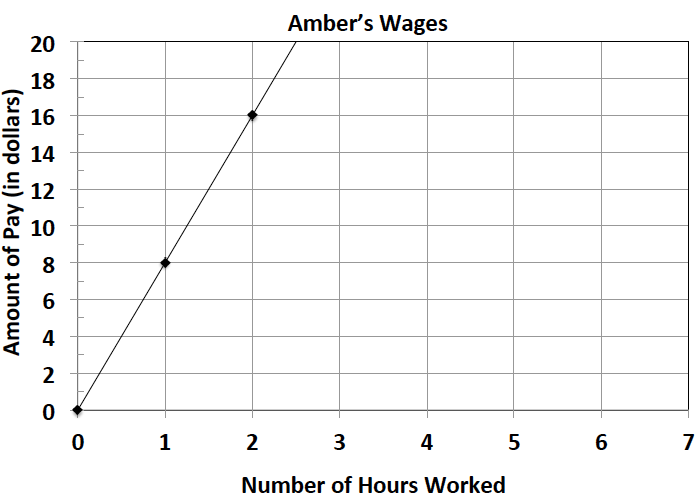 Amber’s Wages
Amount of Pay (in dollars)
20
18
16
14
12
10
8
6
4
2
0
0 1 2 3 4 5 6 7
Number of Hours Worked